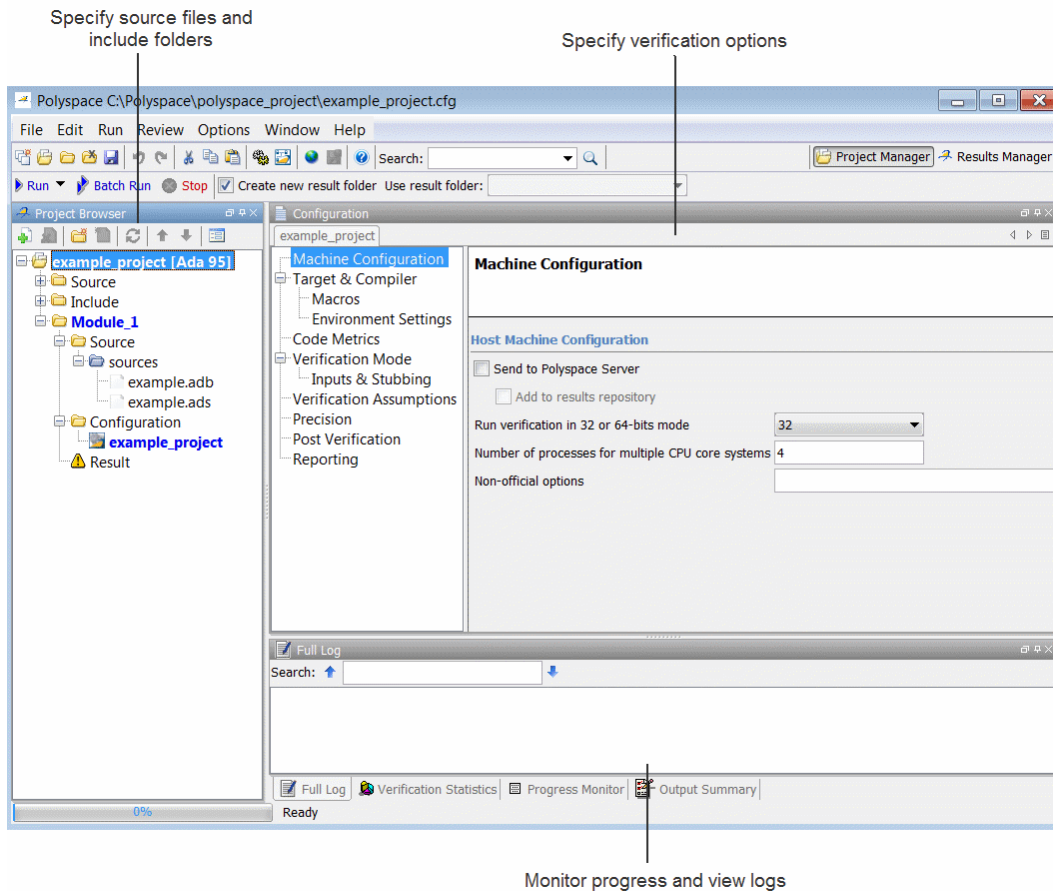 Specify source files and
include folders
Specify verification options
Polyspace C:\Polyspace\polyspace_project\example_project.cfg
File Edit Run Review Options Window Help
Search:
Project Manager
Results Manager
Run
Batch Run
Stop
Create new result folder
Use result folder:
Project Browser
example_project [Ada 95]
Source
Include
Module_1
Source
sources
example.adb
example.ads
Configuration
example_project
Result
Configuration
example_project
Machine Configuration
Target & Compiler
Macros
Environment Settings
Code Metrics
Verification Mode
Inputs & Stubbing
Verification Assumptions
Precision
Post Verification
Reporting
Machine Configuration
Host Machine Configuration
Send to Polyspace Server
Add to results repository
Run verification in 32 or 64-bits mode 32
Number of processes for multiple CPU core systems 4
Non-official options
Full Log
Search:
Full Log
Verification Statistics
Progress Monitor
Output Summary
0%
Ready
Monitor progress and view logs